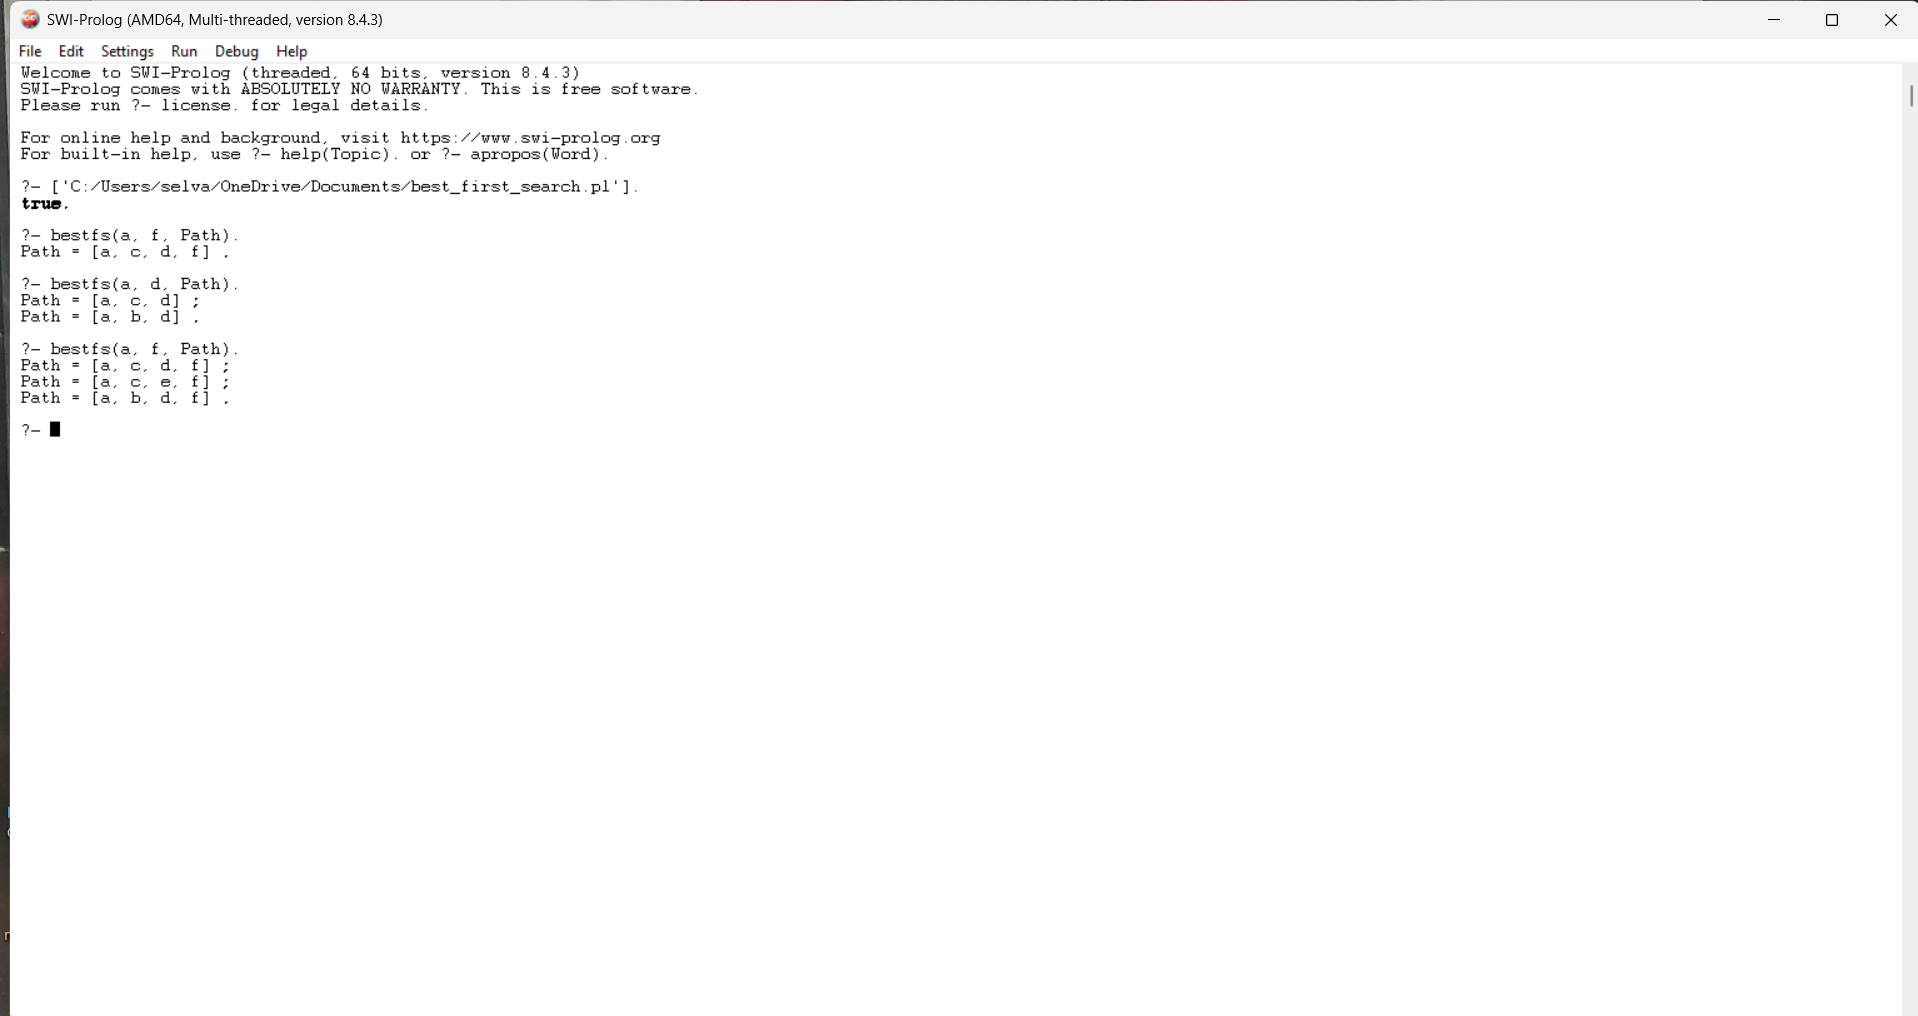 SWI-Prolog (AMD64, Multi-threaded, version 8.4.3)
File Edit Settings Run Debug Help
Welcome to SWI-Prolog (threaded, 64 bits, version 8.4.3)
SWI-Prolog comes with ABSOLUTELY NO WARRANTY. This is free software.
Please run ?- license. for legal details.
For online help and background, visit https://www.swi-prolog.org
For built-in help, use ?- help(Topic). or ?- apropos(Word).
?- ['C:/Users/selva/OneDrive/Documents/best_first_search.pl'].
true.
?- bestfs(a, f, Path).
Path = [a, c, d, f] .
?- bestfs(a, d, Path).
Path = [a, c, d] ;
Path = [a, b, d] .
?- bestfs(a, f, Path).
Path = [a, c, d, f] ;
Path = [a, c, e, f] ;
Path = [a, b, d, f] .
?-